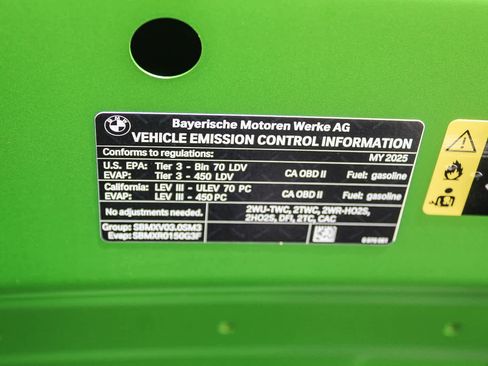 BMW
Bayerische Motoren Werke AG
VEHICLE EMISSION CONTROL INFORMATION
Conforms to regulations: MY 2025
U.S. EPA: Tier 3 - Bin 70 LDV
EVAP: Tier 3 - 450 LDV CA OBD II Fuel: gasoline
California: LEV III - ULEV 70 PC
EVAP: LEV III - 450 PC CA OBD II Fuel: gasoline
No adjustments needed. 2WU-TWC, 2TWC, 2WR-HO2S,
2HO2S, DFI, 2TC, CAC
Group: SBMXV03.0SM3
Evap: SBMXR0150G3F